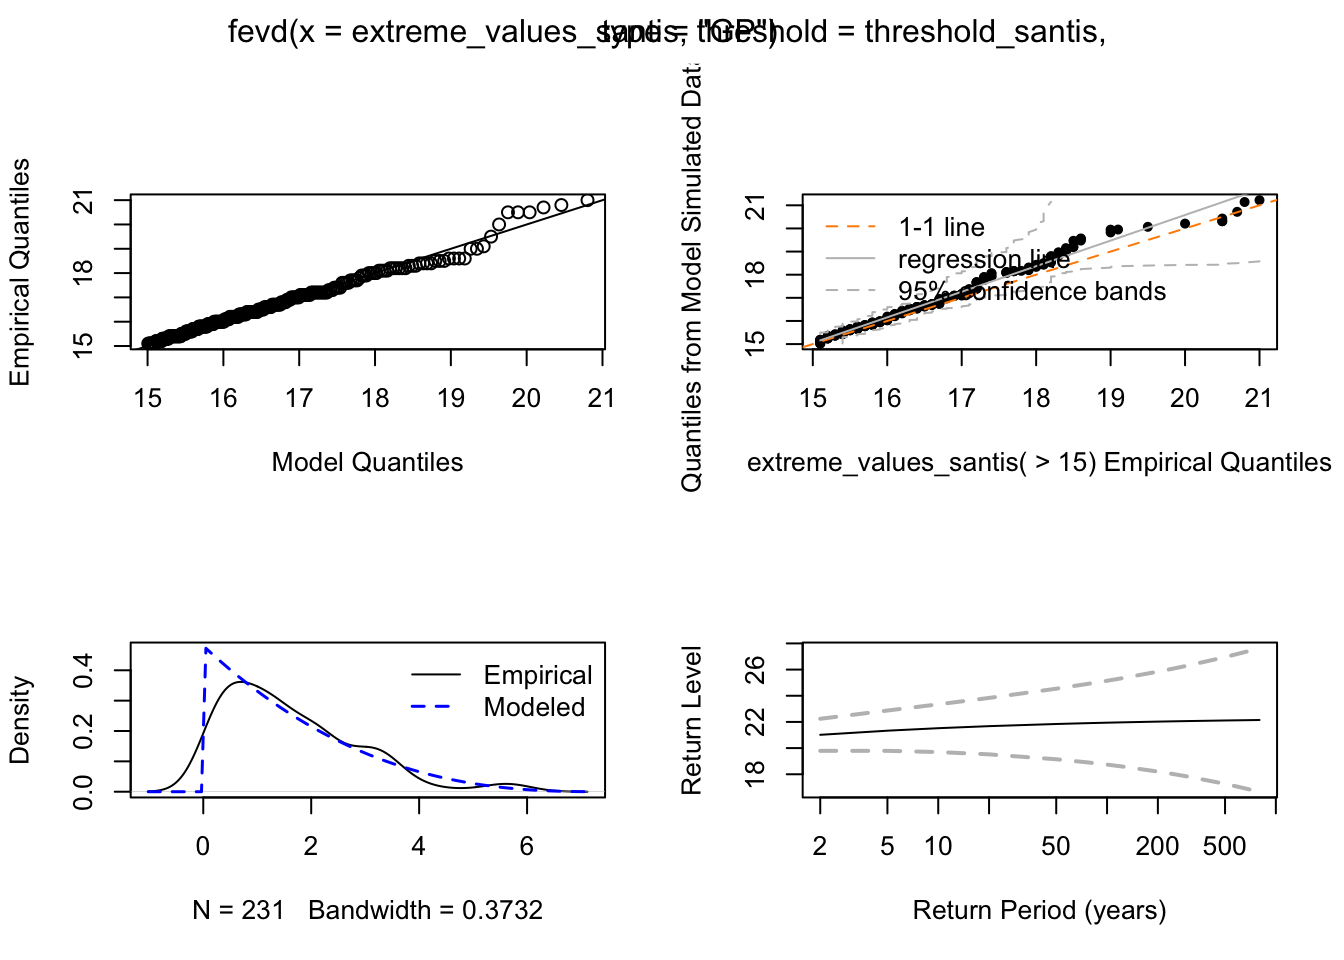 fevd(x = extreme_values_santis, threshold = threshold_santis,
type = "GP")
Empirical Quantiles
21
18
15
15 16 17 18 19 20 21
Model Quantiles
Quantiles from Model Simulated Data
21
18
15
1-1 line
regression line
95% confidence bands
15 16 17 18 19 20 21
extreme_values_santis( > 15) Empirical Quantiles
Density
0.4
0.2
0.0
Empirical
Modeled
0 2 4 6
N = 231 Bandwidth = 0.3732
Return Level
26
22
18
2 5 10 50 200 500
Return Period (years)